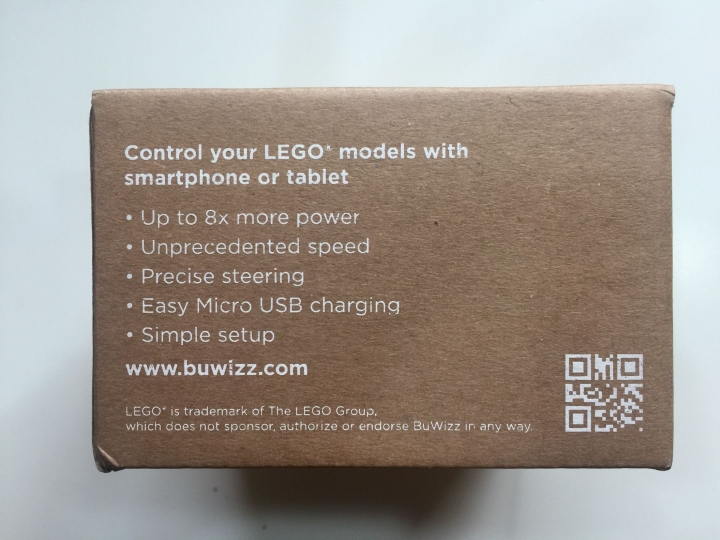 Control your LEGO* models with
smartphone or tablet
• Up to 8x more power
• Unprecedented speed
• Precise steering
• Easy Micro USB charging
• Simple setup
www.buwizz.com
LEGO* is trademark of The LEGO Group,
which does not sponsor, authorize or endorse BuWizz in any way.